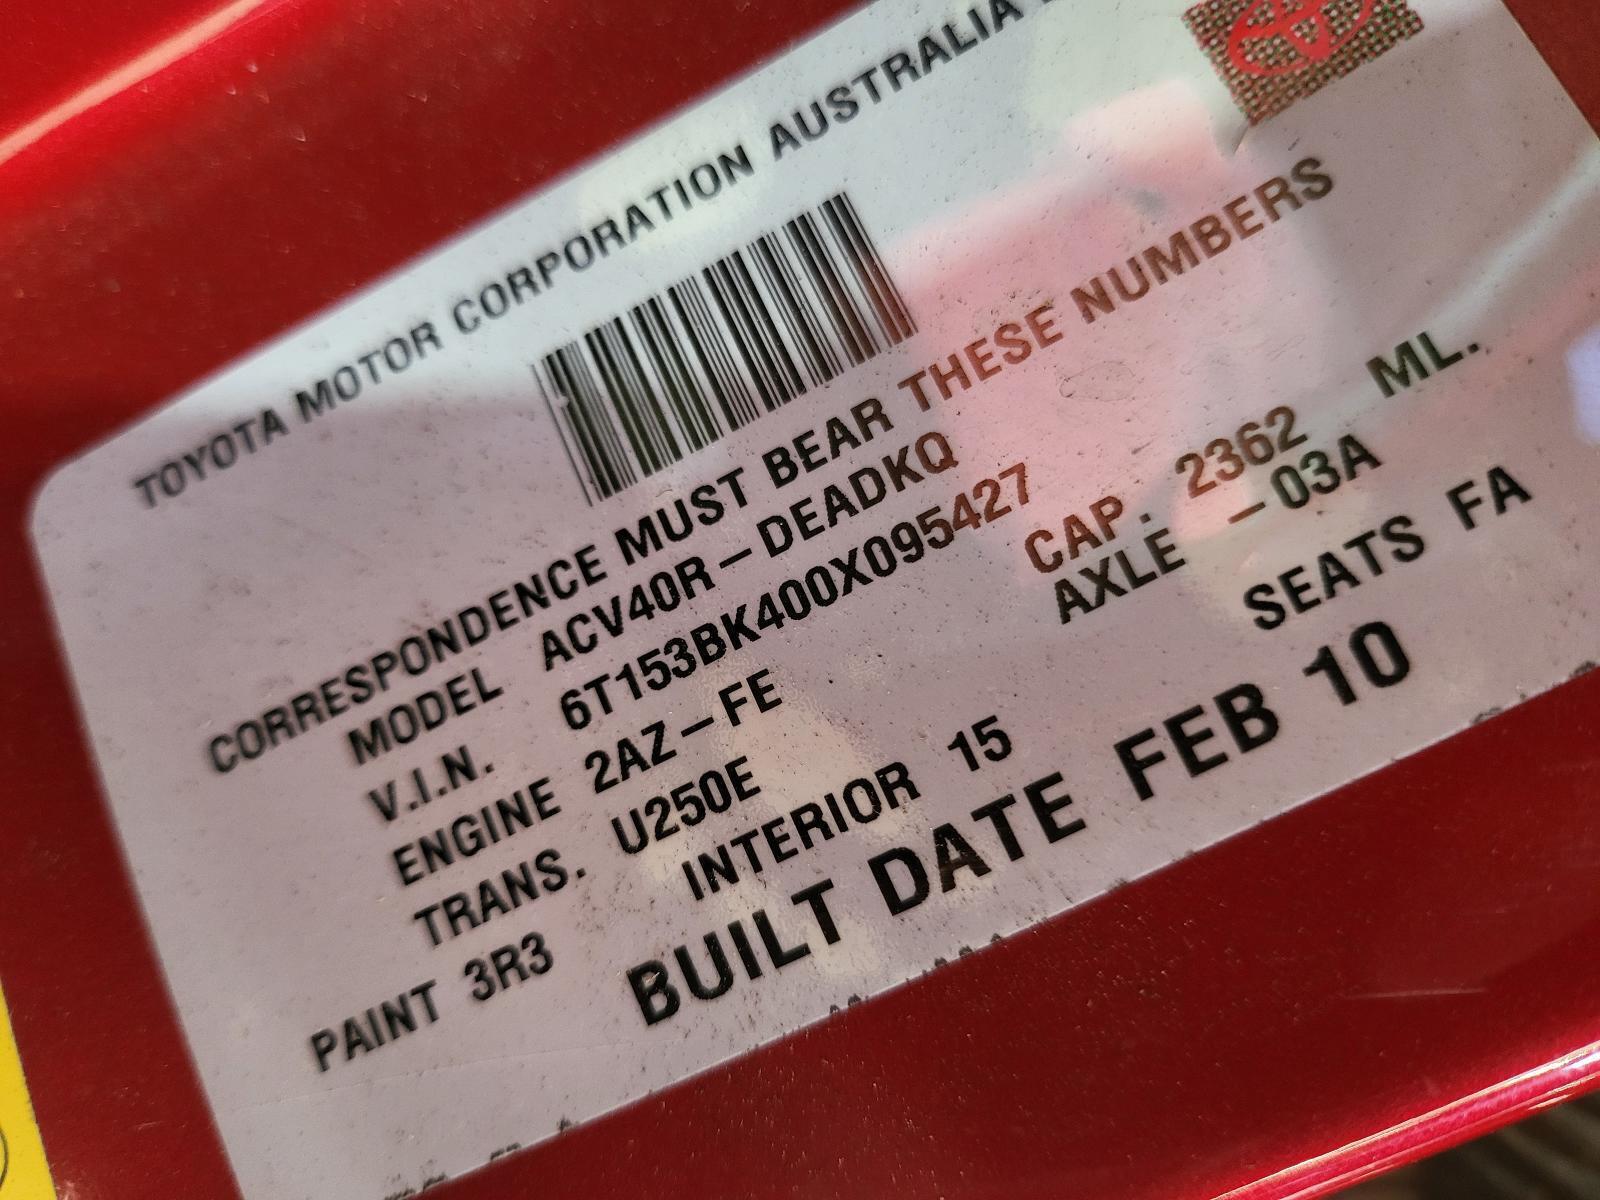 TOYOTA MOTOR CORPORATION AUSTRALIA
CORRESPONDENCE MUST BEAR THESE NUMBERS
MODEL ACV40R-DEADKQ
V.I.N. 6T153BK400X095427
ENGINE 2AZ-FE CAP. 2362 ML.
TRANS. U250E AXLE -03A
PAINT 3R3 INTERIOR 15 SEATS FA
BUILT DATE FEB 10